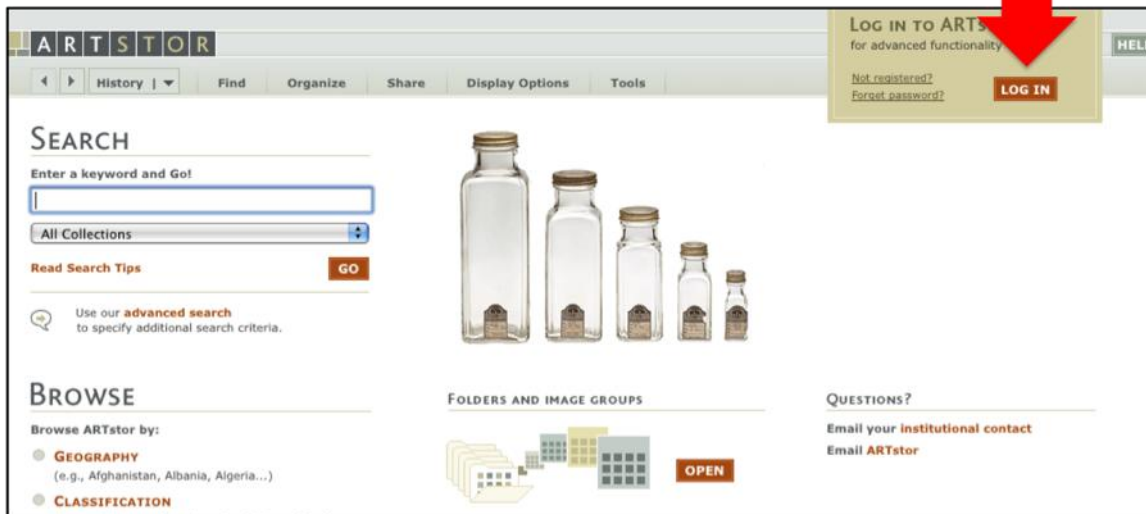 LOG IN TO ARTS
for advanced functionality
ARTSTOR
HEL
History
Find
Organize
Share
Display Options
Tools
Not registered?
Forget password?
LOG IN
SEARCH
Enter a keyword and Go!
All Collections
Read Search Tips
GO
Use our advanced search
to specify additional search criteria.
BROWSE
FOLDERS AND IMAGE GROUPS
QUESTIONS?
Browse ARTstor by:
Email your institutional contact
GEOGRAPHY
Email ARTstor
(e.g., Afghanistan, Albania, Algeria...)
OPEN
CLASSIFICATION